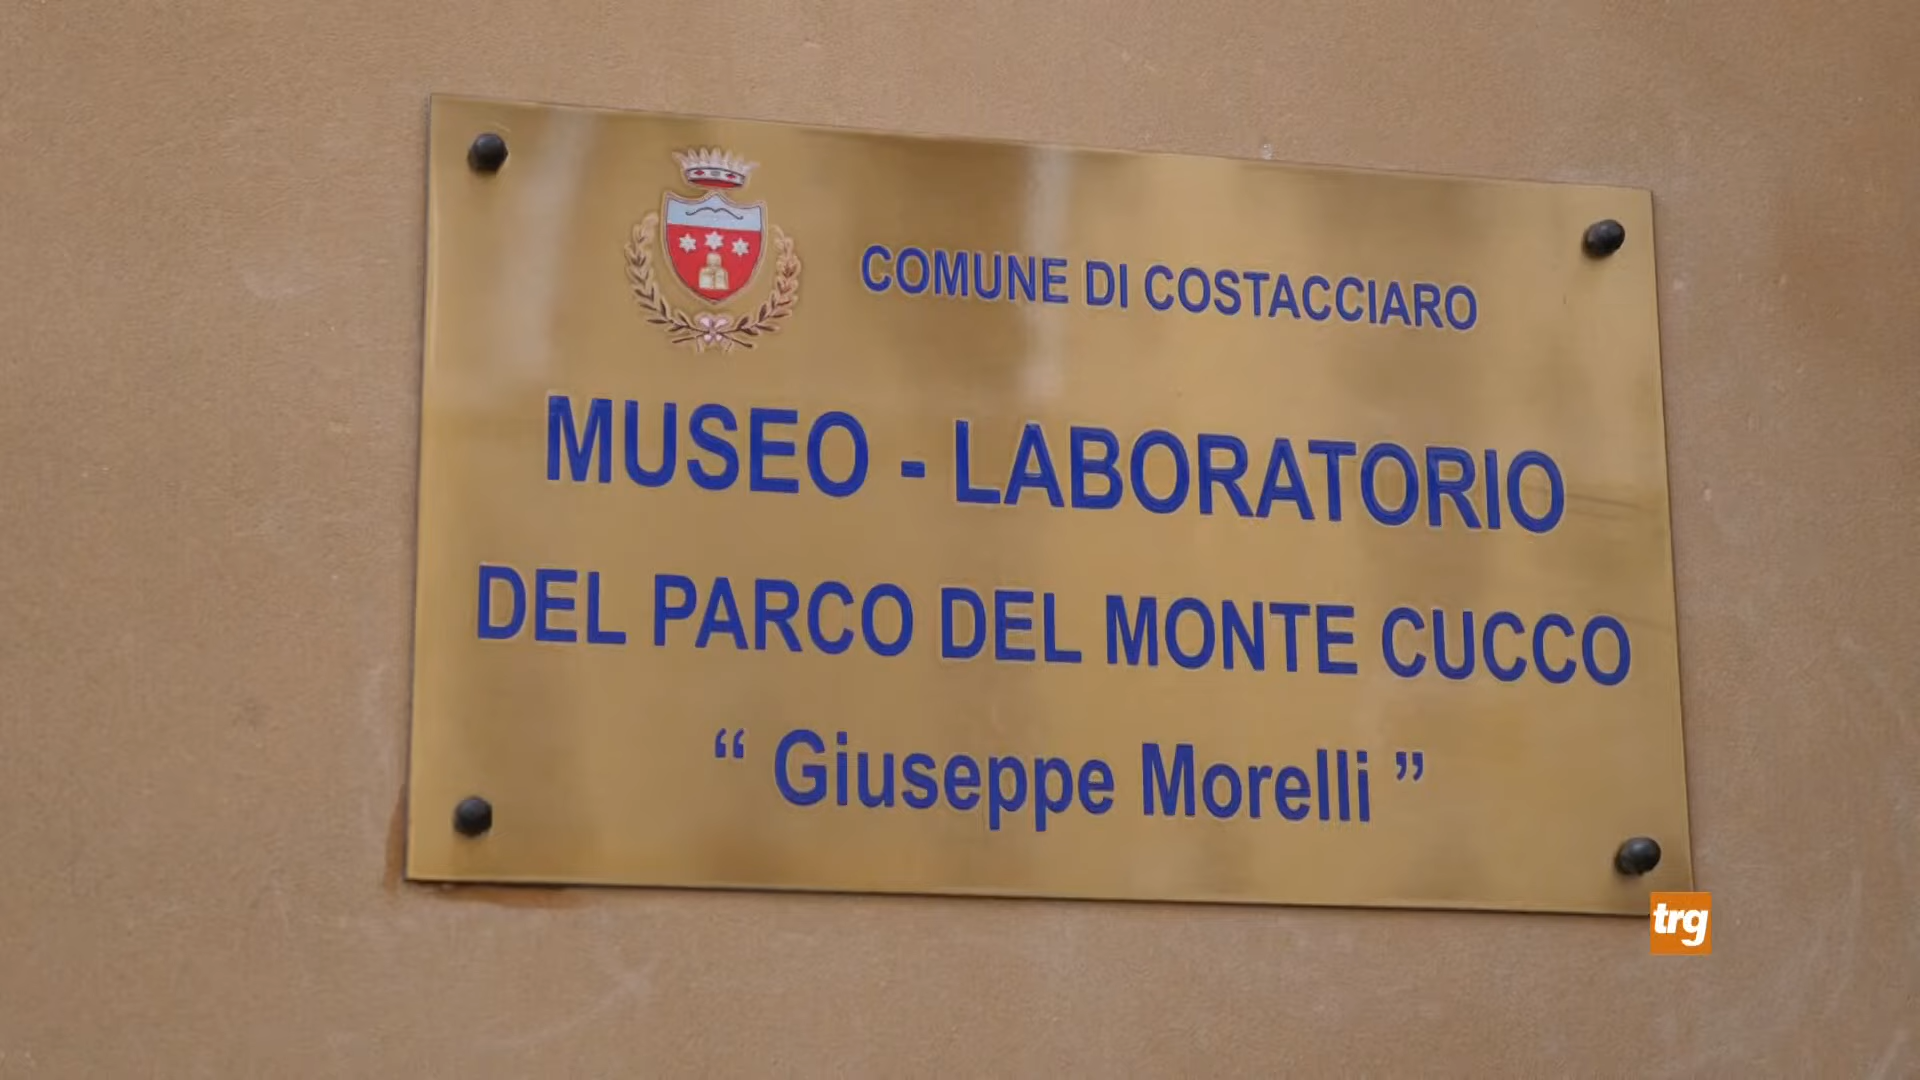 COMUNE DI COSTACCIARO
MUSEO - LABORATORIO
DEL PARCO DEL MONTE CUCCO
“ Giuseppe Morelli ”
trg